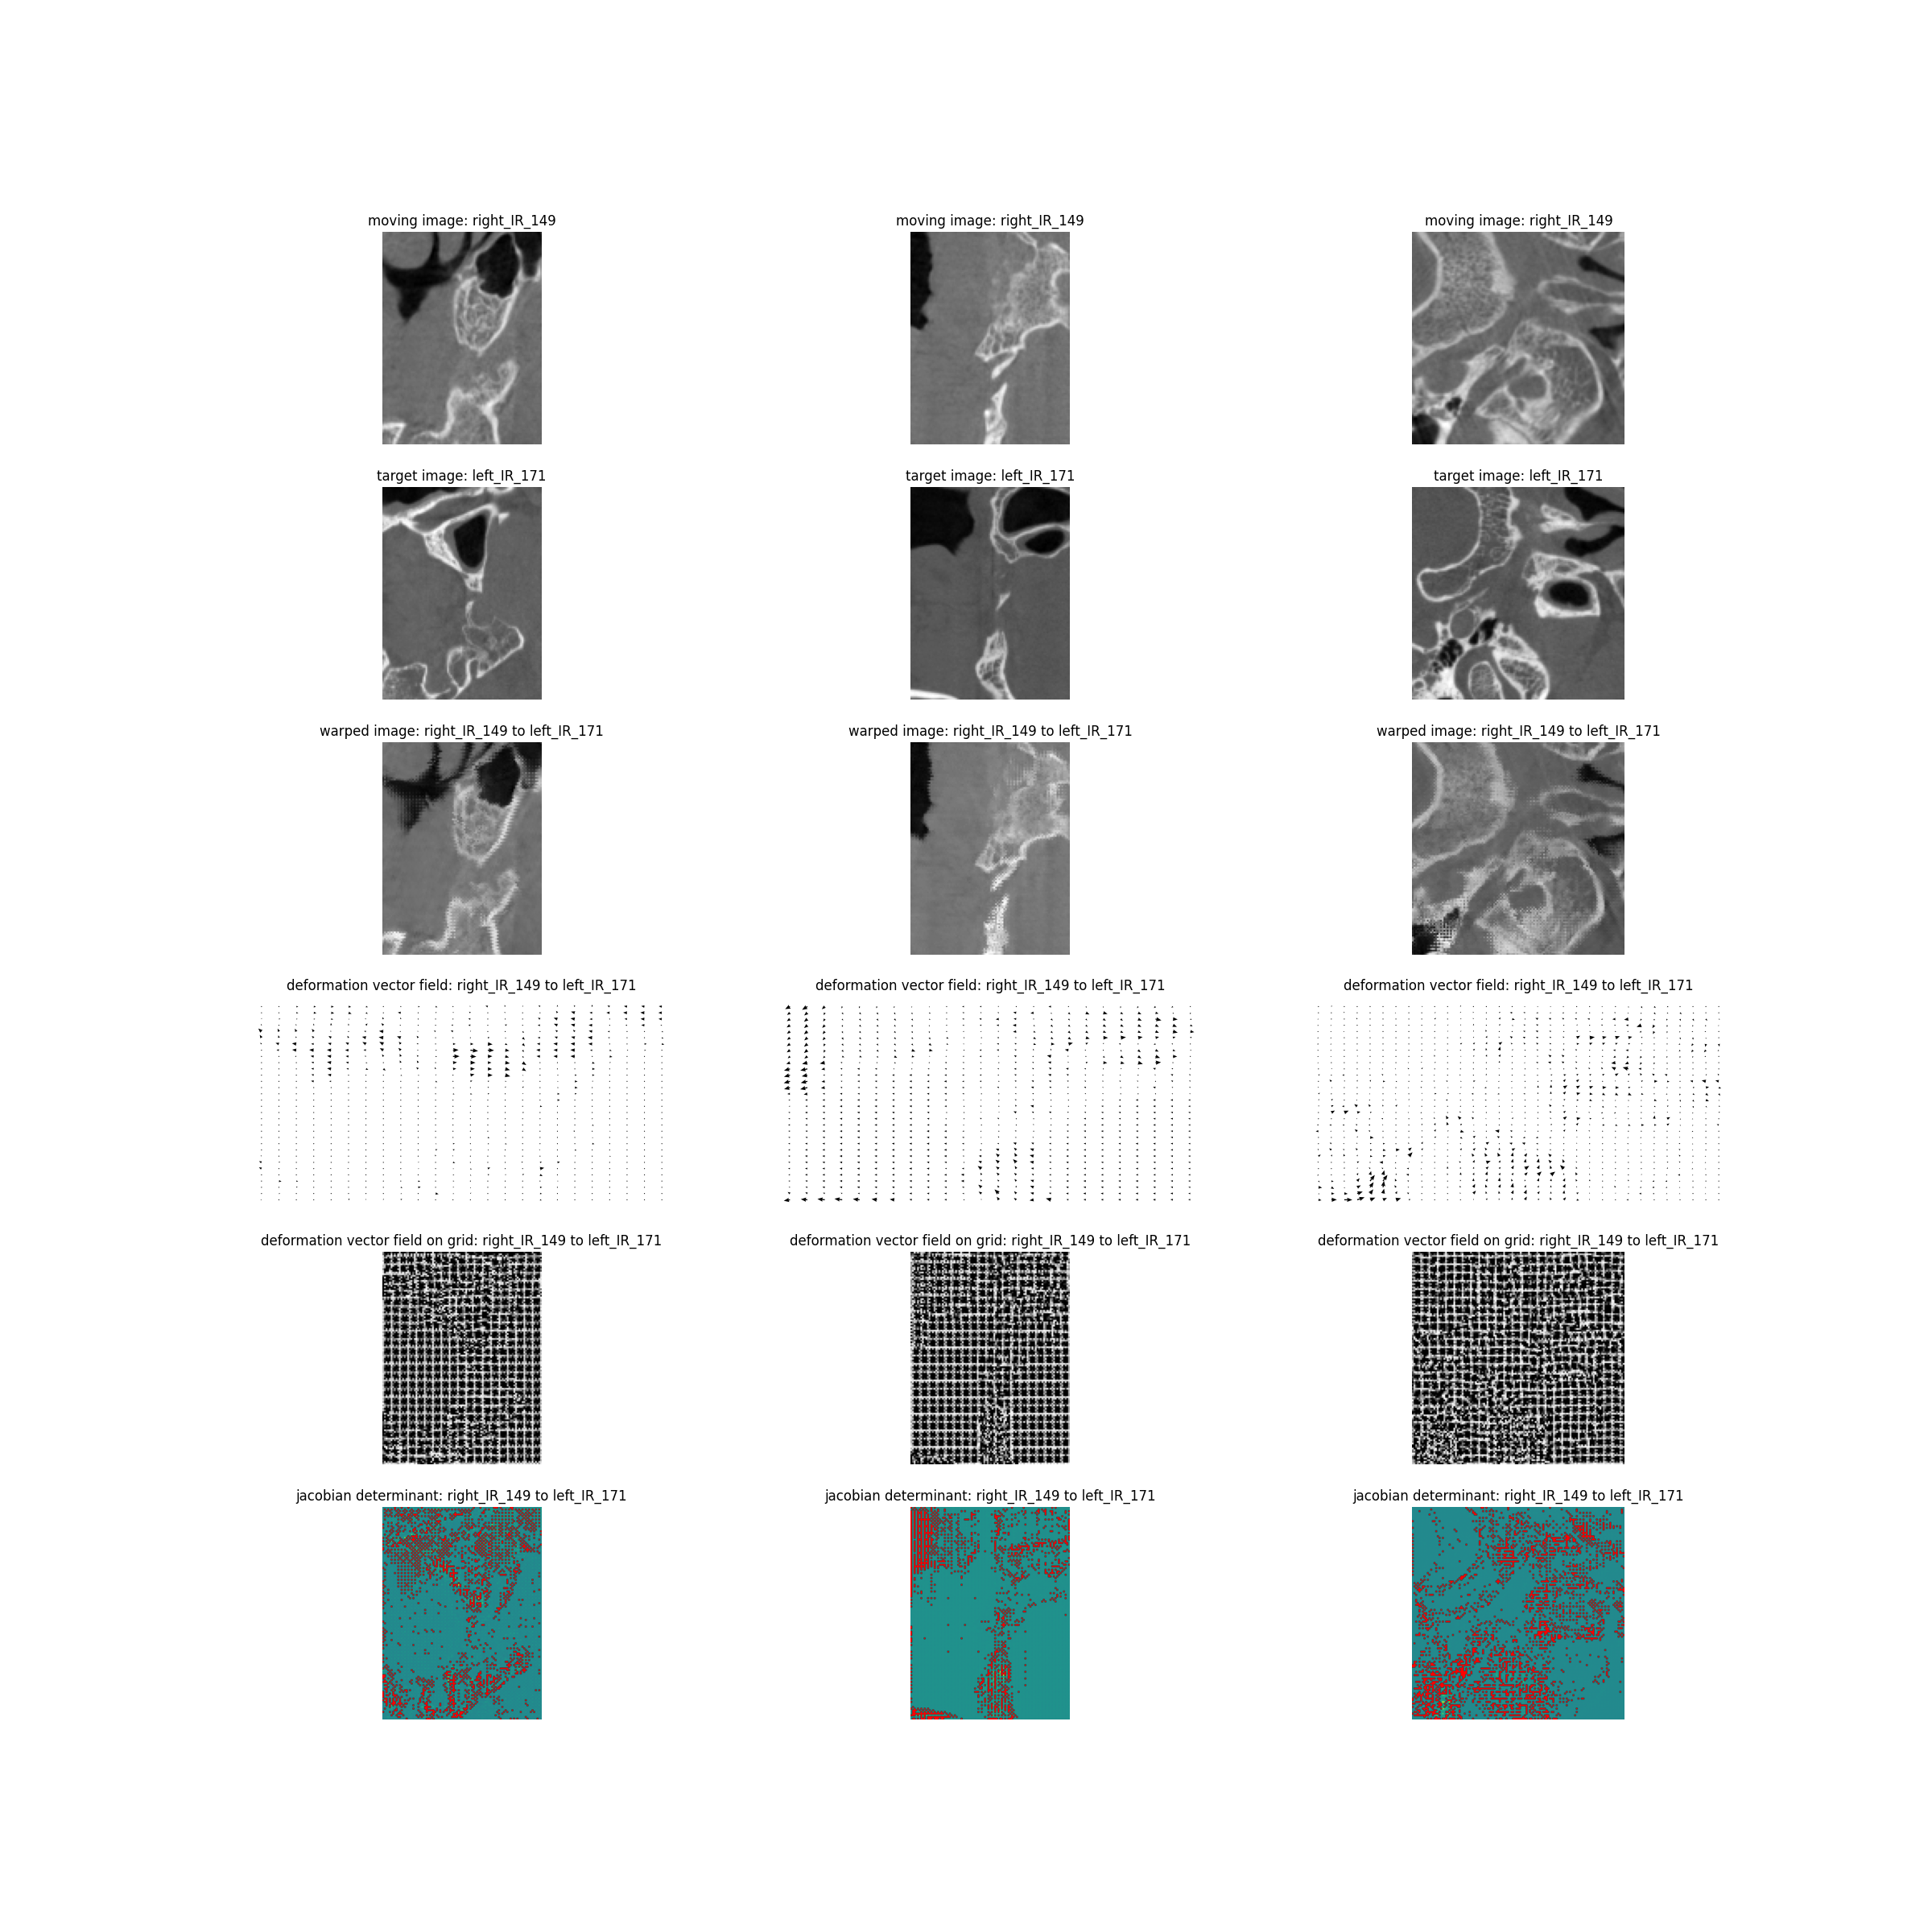 moving image: right_IR_149
moving image: right_IR_149
moving image: right_IR_149
target image: left_IR_171
target image: left_IR_171
target image: left_IR_171
warped image: right_IR_149 to left_IR_171
warped image: right_IR_149 to left_IR_171
warped image: right_IR_149 to left_IR_171
deformation vector field: right_IR_149 to left_IR_171
deformation vector field: right_IR_149 to left_IR_171
deformation vector field: right_IR_149 to left_IR_171
deformation vector field on grid: right_IR_149 to left_IR_171
deformation vector field on grid: right_IR_149 to left_IR_171
deformation vector field on grid: right_IR_149 to left_IR_171
jacobian determinant: right_IR_149 to left_IR_171
jacobian determinant: right_IR_149 to left_IR_171
jacobian determinant: right_IR_149 to left_IR_171